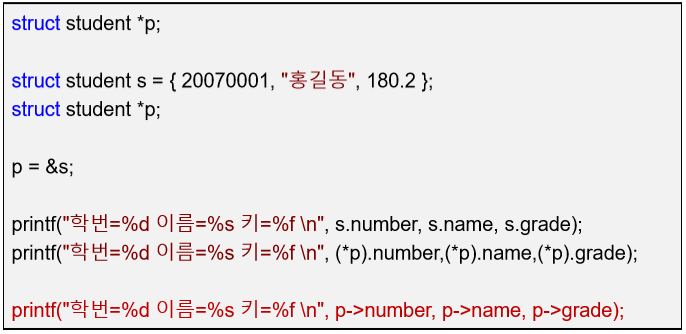 struct student *p;
struct student s = { 20070001, "홍길동", 180.2 };
struct student *p;
p = &s;
printf("학번=%d 이름=%s 키=%f \n", s.number, s.name, s.grade);
printf("학번=%d 이름=%s 키=%f \n", (*p).number,(*p).name,(*p).grade);
printf("학번=%d 이름=%s 키=%f \n", p->number, p->name, p->grade);